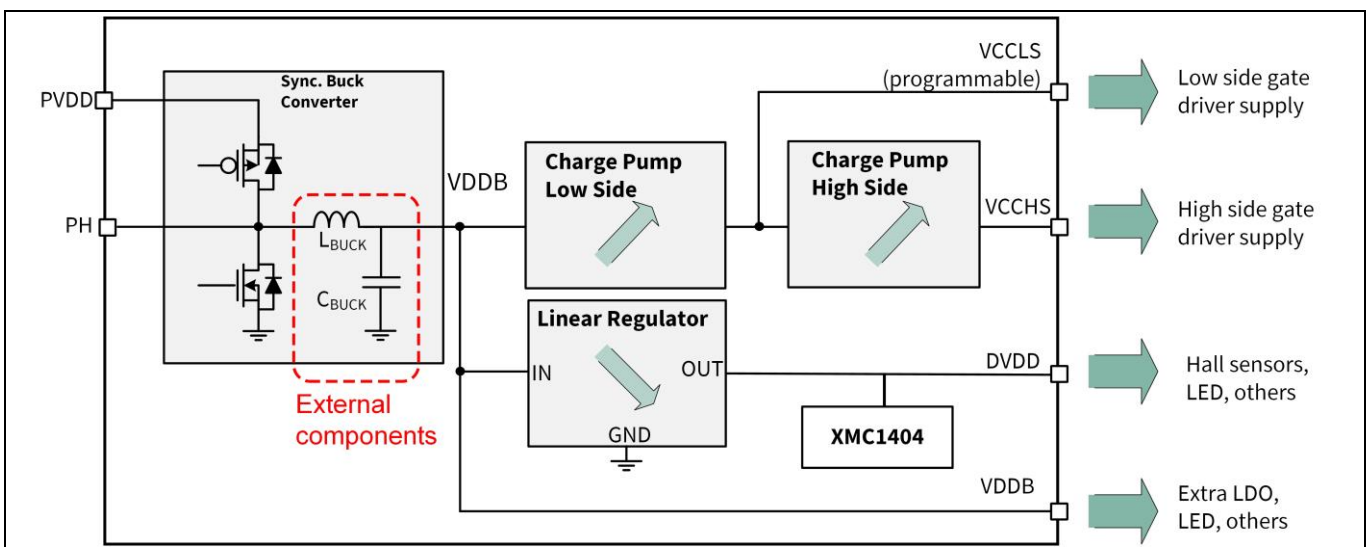 Sync. Buck
Converter
PVDD
PH
LBUCK
CBUCK
External
components
VDDB
Charge Pump
Low Side
Charge Pump
High Side
VCCLS
(programmable)
VCCHS
Linear Regulator
IN
OUT
GND
DVDD
XMC1404
VDDB
Low side gate
driver supply
High side gate
driver supply
Hall sensors,
LED, others
Extra LDO,
LED, others